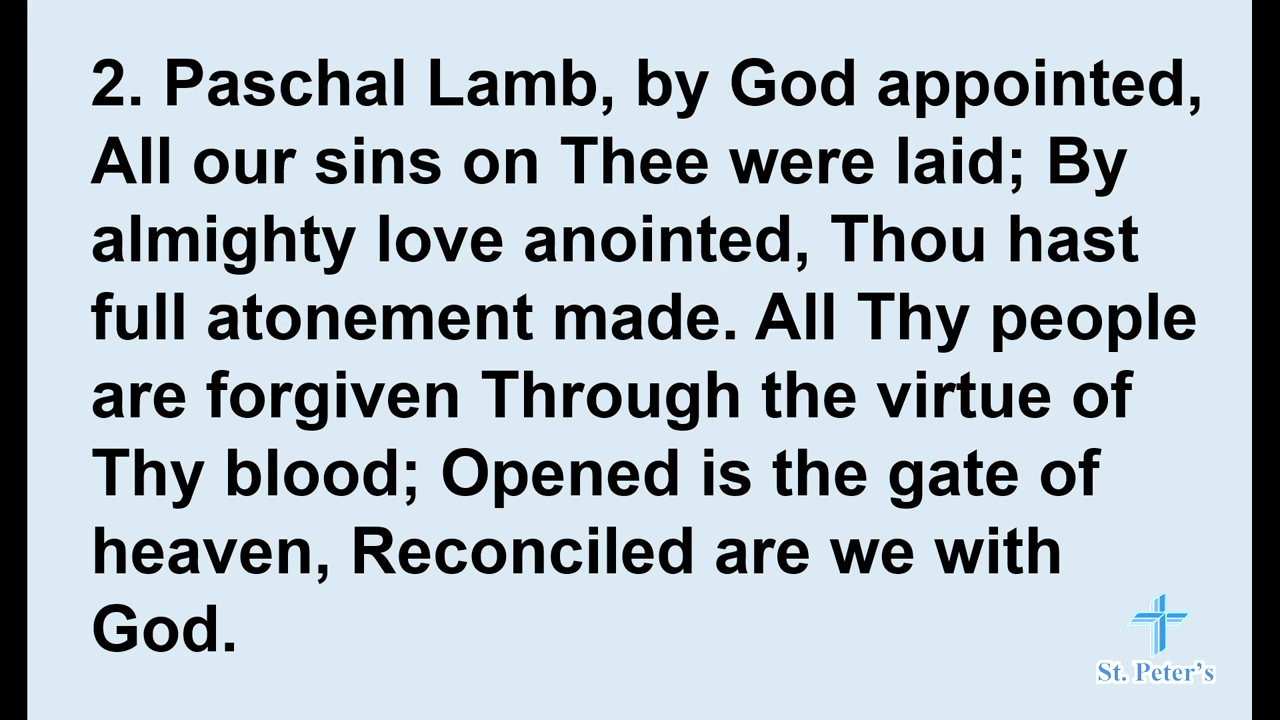 2. Paschal Lamb, by God appointed,
All our sins on Thee were laid; By
almighty love anointed, Thou hast
full atonement made. All Thy people
are forgiven Through the virtue of
Thy blood; Opened is the gate of
heaven, Reconciled are we with
God.
St. Peter's